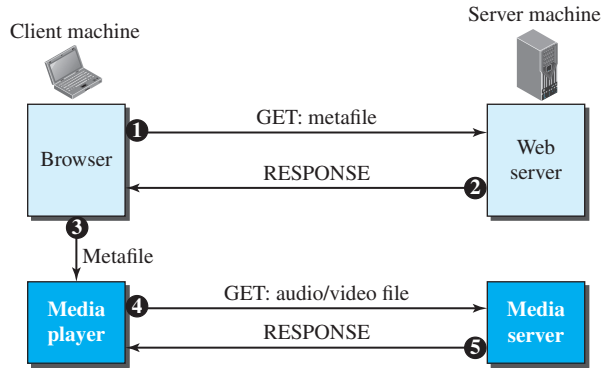 Client machine
Server machine
1
GET: metafile
Browser
Web
server
RESPONSE
2
3
Metafile
Media
player
4
GET: audio/video file
Media
server
RESPONSE
5